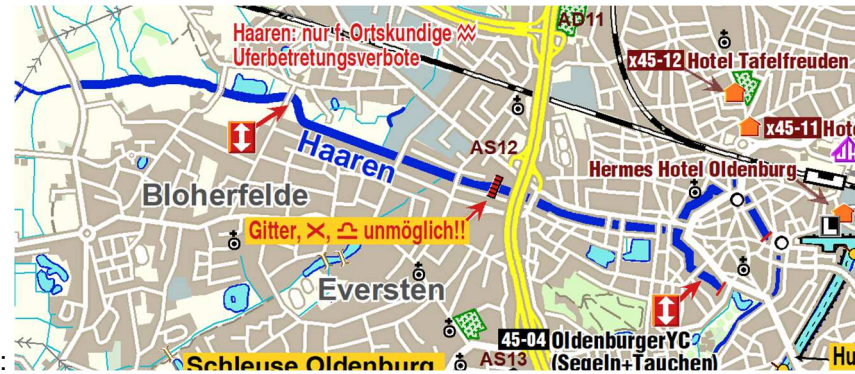 Haaren: nur f. Ortskundige
Uferbetretungsverbote
AD11
x45-12 Hotel Tafelfreuden
x45-11 Hote
AS12
Haaren
Hermes Hotel Oldenburg
Bloherfelde
Gitter, unmöglich!!
Eversten
45-04 OldenburgerYC
(Segeln+Tauchen)
:
Schleuse Oldenburg
AS13
Hu